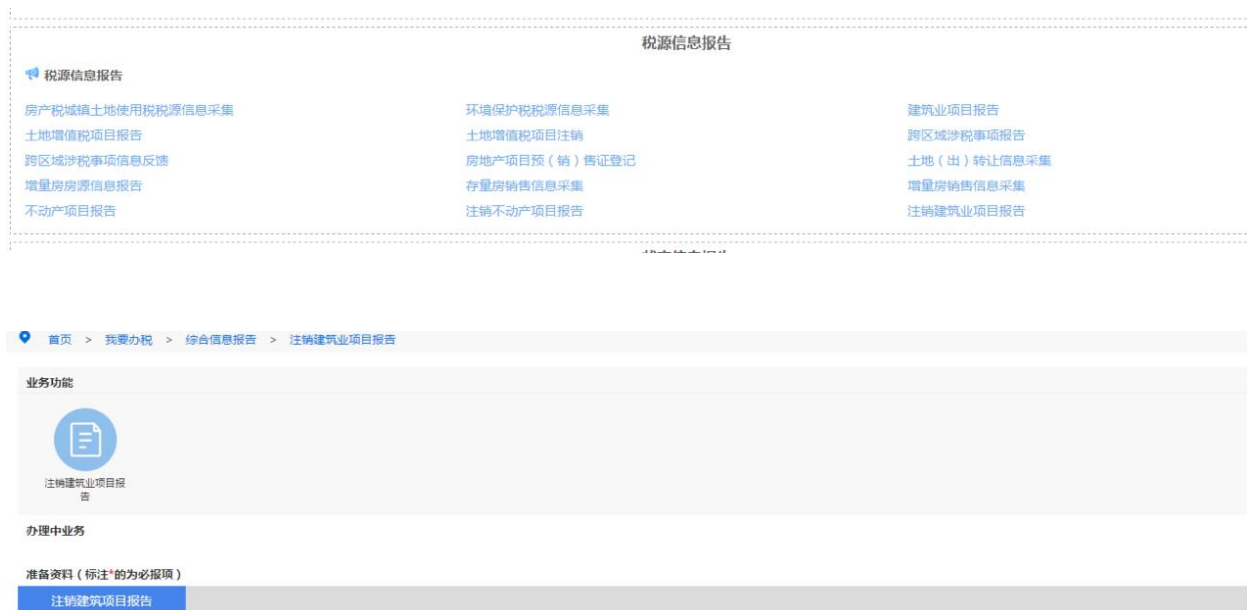 税源信息报告
税源信息报告
房产税城镇土地使用税税源信息采集 环境保护税税源信息采集 建筑业项目报告
土地增值税项目报告 土地增值税项目注销 跨区域涉税事项报告
跨区域涉税事项信息反馈 房地产项目预（销）售证登记 土地（出）转让信息采集
增量房房源信息报告 存量房销售信息采集 增量房销售信息采集
不动产项目报告 注销不动产项目报告 注销建筑业项目报告
首页 > 我要办税 > 综合信息报告 > 注销建筑业项目报告
业务功能
注销建筑业项目报
告
办理中业务
准备资料（标注*的为必报项）
注销建筑项目报告